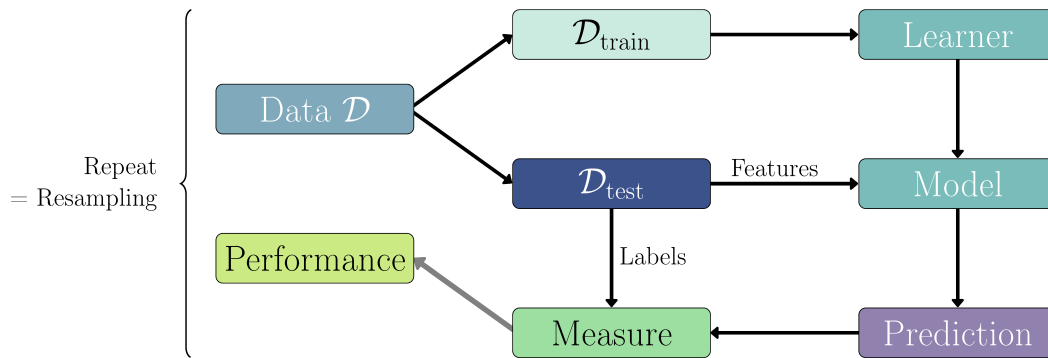 𝒟train
Learner
Data 𝒟
Repeat
= Resampling
𝒟test
Features
Model
Labels
Performance
Measure
Prediction